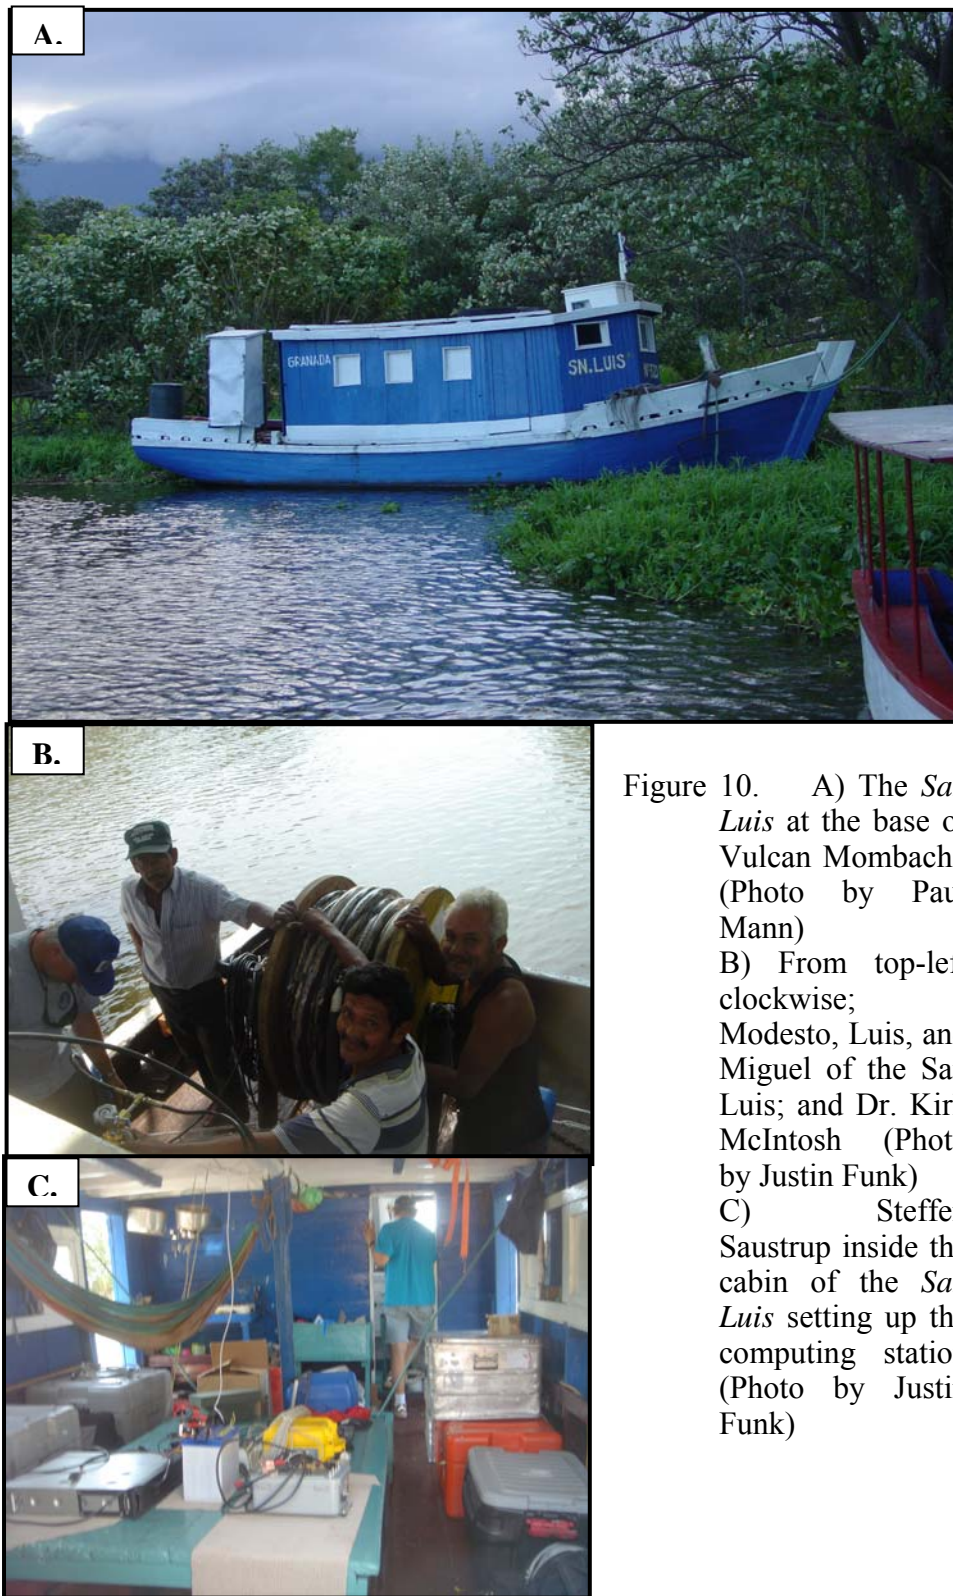 A.
GRANADA
SN.LUIS
B.
C.
Figure 10. A) The Sa
Luis at the base o
Vulcan Mombach
(Photo by Pau
Mann)
B) From top-lef
clockwise;
Modesto, Luis, an
Miguel of the Sa
Luis; and Dr. Kir
McIntosh (Phot
by Justin Funk)
C) Steffe
Saustrup inside th
cabin of the Sa
Luis setting up th
computing statio
(Photo by Justi
Funk)